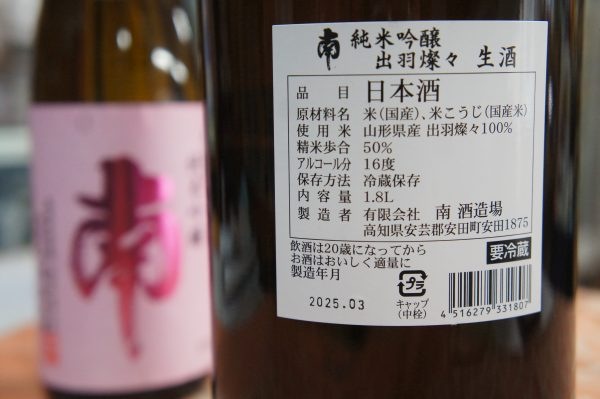 南 純米吟醸
出羽燦々 生酒
品目 日本酒
原材料名 米(国産)、米こうじ(国産米)
使用米 山形県産 出羽燦々100%
精米歩合 50%
アルコール分 16度
保存方法 冷蔵保存
内容量 1.8L
製造者 有限会社 南 酒造場
高知県安芸郡安田町安田1875
飲酒は20歳になってから
お酒はおいしく適量に
製造年月
要冷蔵
2025.03
プラ
キャップ
(中栓)
4 516279 331807
南